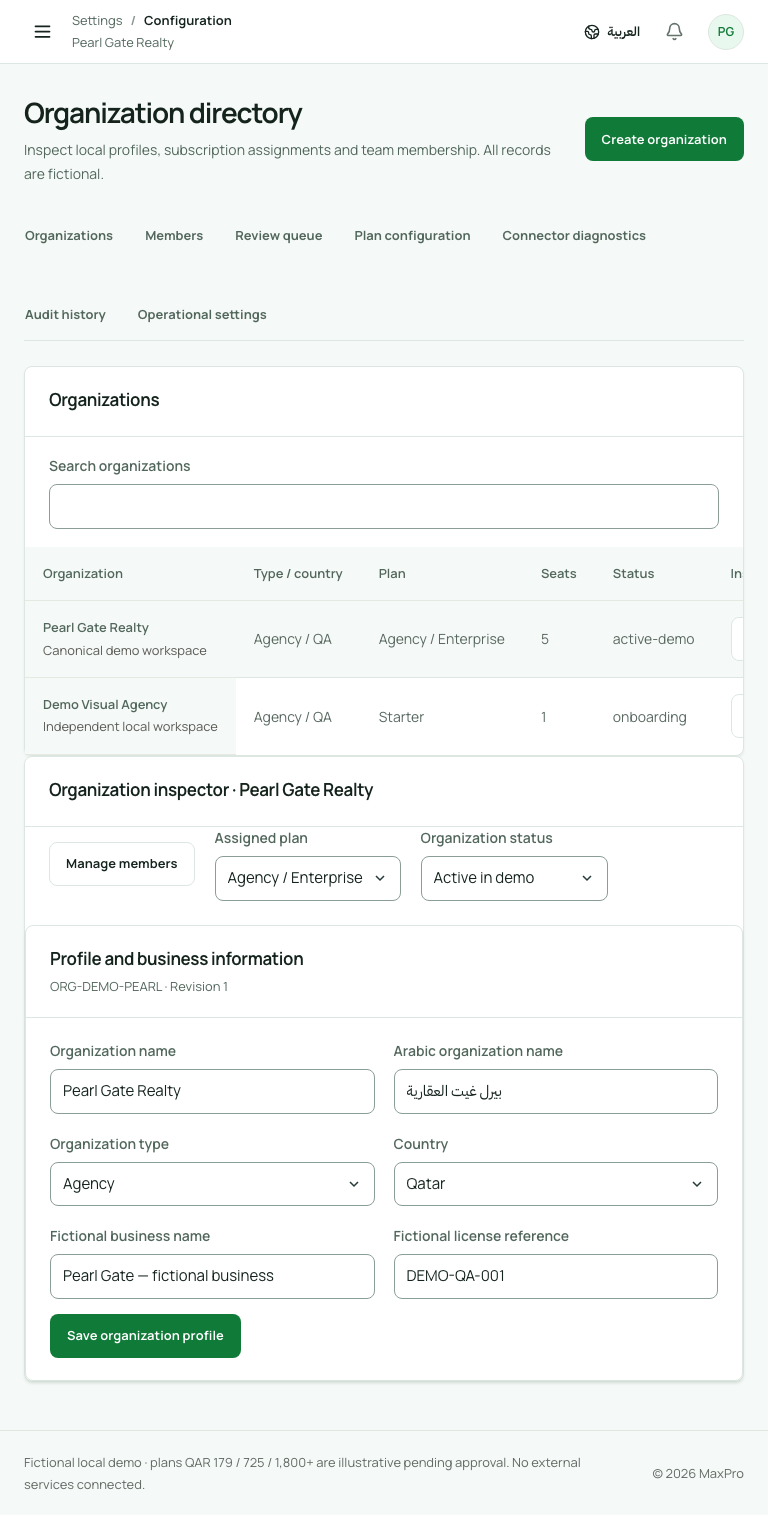 Settings / Configuration
Pearl Gate Realty
العربية
PG
Organization directory
Inspect local profiles, subscription assignments and team membership. All records
are fictional.
Create organization
Organizations Members Review queue Plan configuration Connector diagnostics
Audit history Operational settings
Organizations
Search organizations
Organization Type / country Plan Seats Status In
Pearl Gate Realty
Canonical demo workspace
Agency / QA Agency / Enterprise 5 active-demo
Demo Visual Agency
Independent local workspace
Agency / QA Starter 1 onboarding
Organization inspector · Pearl Gate Realty
Manage members
Assigned plan
Agency / Enterprise
Organization status
Active in demo
Profile and business information
ORG-DEMO-PEARL · Revision 1
Organization name
Pearl Gate Realty
Arabic organization name
بيرل غيت العقارية
Organization type
Agency
Country
Qatar
Fictional business name
Pearl Gate — fictional business
Fictional license reference
DEMO-QA-001
Save organization profile
Fictional local demo · plans QAR 179 / 725 / 1,800+ are illustrative pending approval. No external
services connected.
© 2026 MaxPro